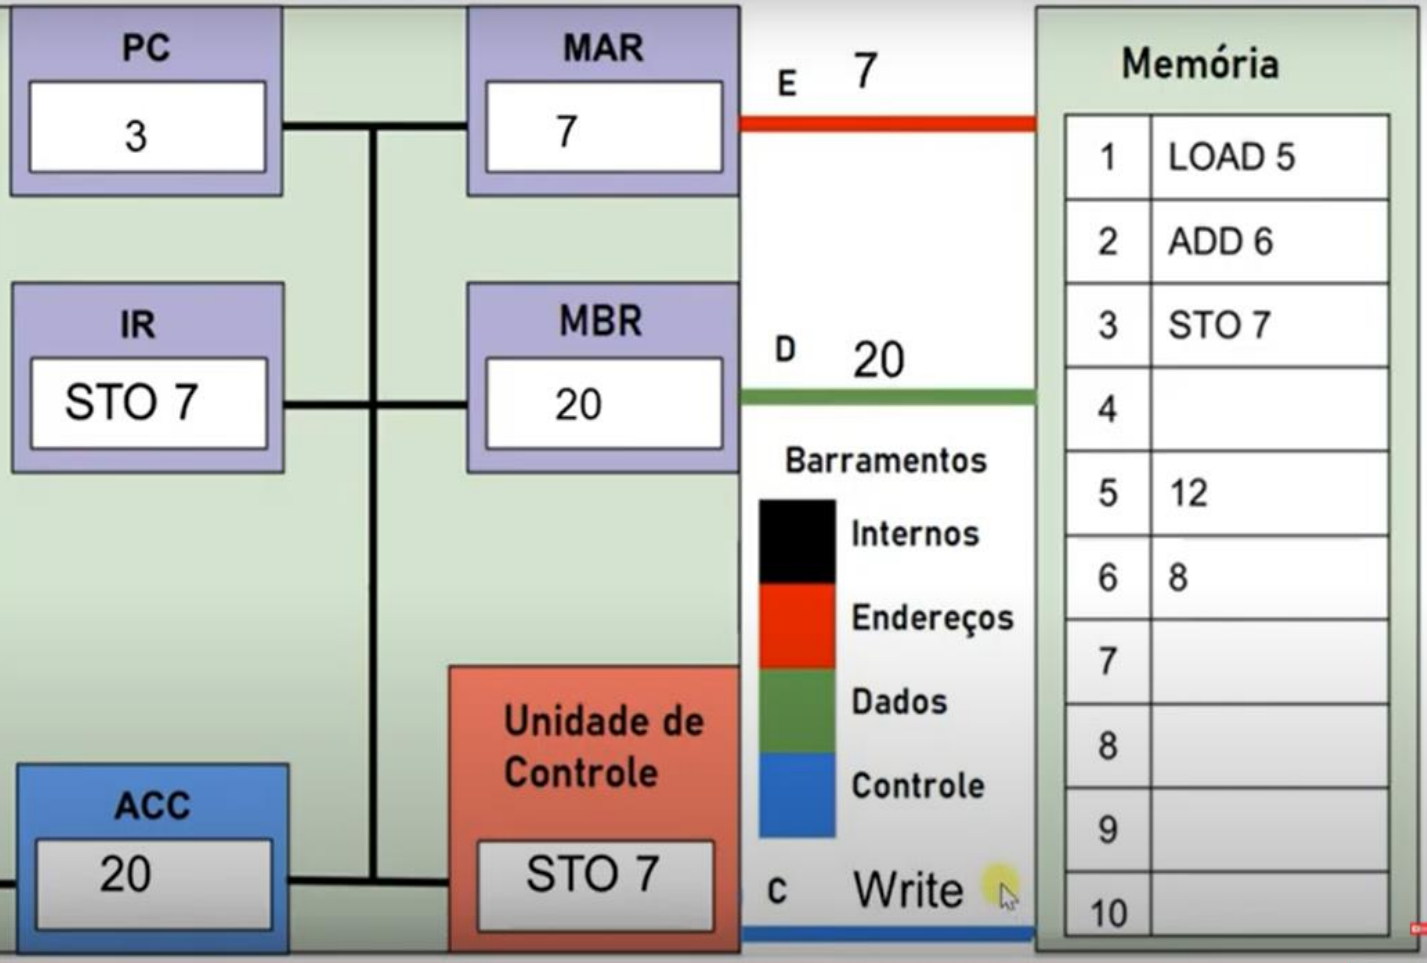 PC
3
MAR
7
E 7
Memória
1 LOAD 5
2 ADD 6
3 STO 7
4
5 12
6 8
7
8
9
10
IR
STO 7
MBR
20
D 20
Barramentos
Internos
Endereços
Dados
Controle
ACC
20
Unidade de
Controle
STO 7
C Write